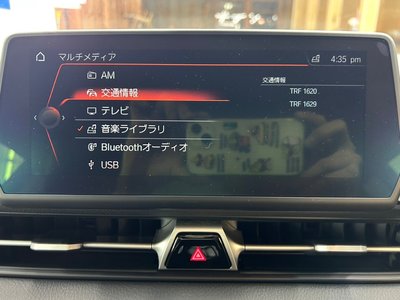 マルチメディア
4:35 pm
AM
交通情報
テレビ
音楽ライブラリ
Bluetoothオーディオ
USB
交通情報
TRF 1620
TRF 1629